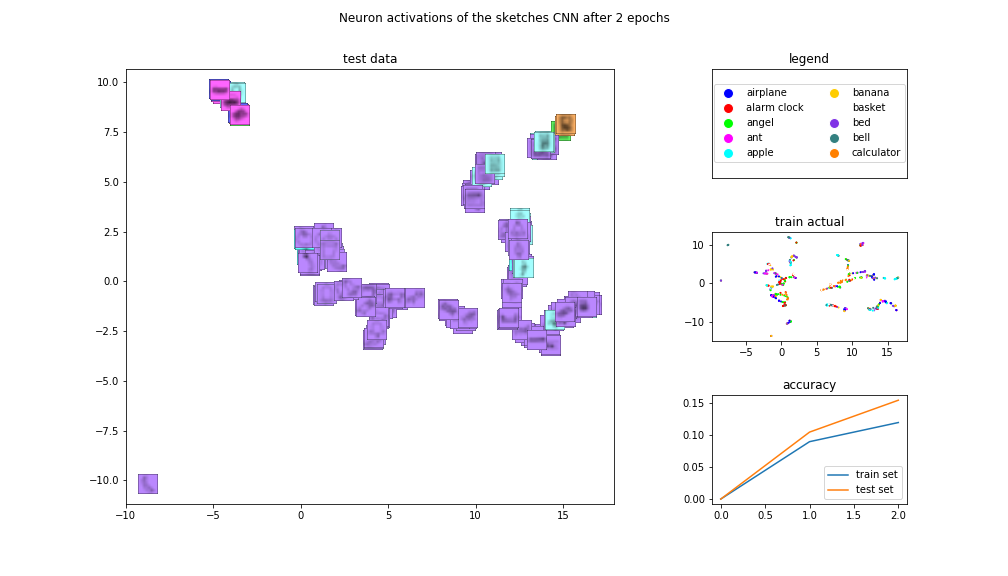 Neuron activations of the sketches CNN after 2 epochs
test data
10.0
7.5
5.0
2.5
0.0
−2.5
−5.0
−7.5
−10.0
−10 −5 0 5 10 15
legend
airplane banana
alarm clock basket
angel bed
ant bell
apple calculator
train actual
10
0
−10
−5 0 5 10 15
accuracy
0.15
0.10
0.05
0.00
train set
test set
0.0 0.5 1.0 1.5 2.0